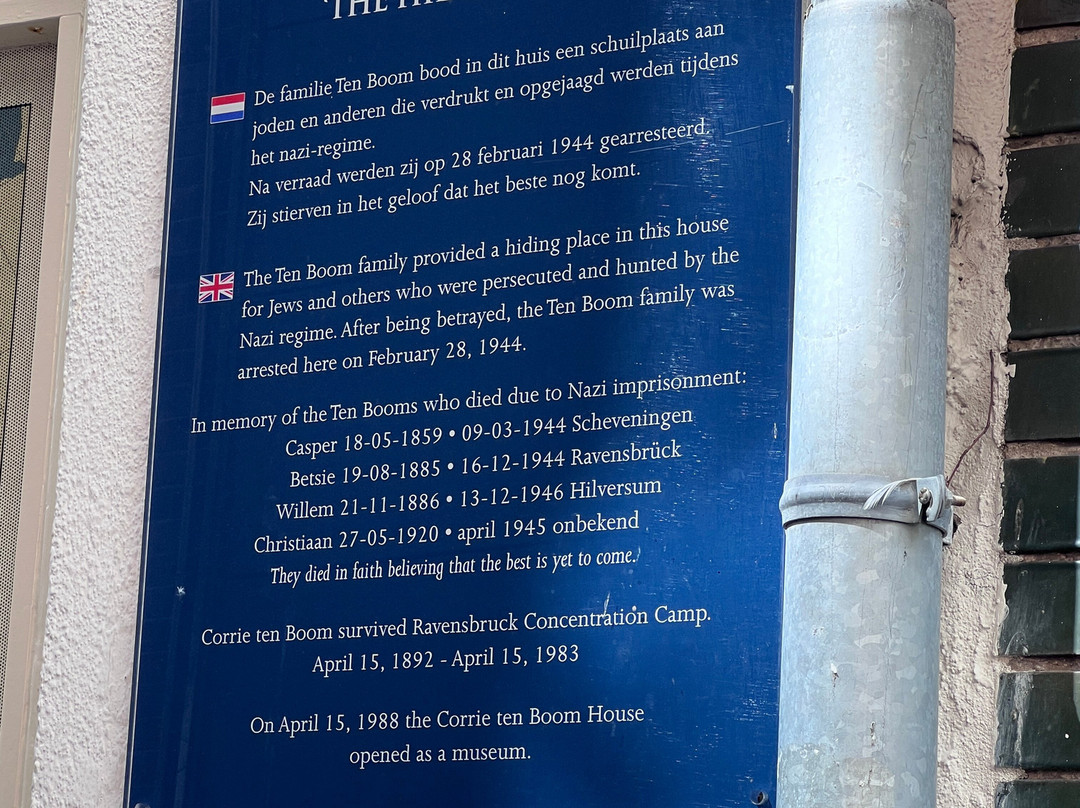 'THE
De familie Ten Boom bood in dit huis een schuilplaats aan
joden en anderen die verdrukt en opgejaagd werden tijdens
het nazi-regime.
Na verraad werden zij op 28 februari 1944 gearresteerd.
Zij stierven in het geloof dat het beste nog komt.
The Ten Boom family provided a hiding place in this house
for Jews and others who were persecuted and hunted by the
Nazi regime. After being betrayed, the Ten Boom family was
arrested here on February 28, 1944.
In memory of the Ten Booms who died due to Nazi imprisonment:
Casper 18-05-1859 • 09-03-1944 Scheveningen
Betsie 19-08-1885 • 16-12-1944 Ravensbrück
Willem 21-11-1886 • 13-12-1946 Hilversum
Christiaan 27-05-1920 • april 1945 onbekend
They died in faith believing that the best is yet to come.
Corrie ten Boom survived Ravensbruck Concentration Camp.
April 15, 1892 - April 15, 1983
On April 15, 1988 the Corrie ten Boom House
opened as a museum.